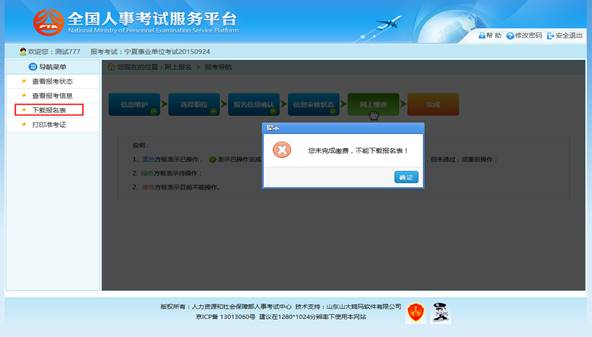 全国人事考试服务平台
National Ministry of Personnel Examination Service Platform
帮助 修改密码 安全退出
欢迎您：测试777 报考考试：宁夏事业单位考试20150924
导航菜单
查看报考状态
查看报考信息
下载报名表
打印准考证
您现在的位置：网上报名 > 报考导航
信息维护 选择职位 报名信息确认 信息审核状态 网上缴费 完成
提示
您未完成缴费，不能下载报名表！
确定
说明：
1、蓝色方框表示已操作， 表示已操作完成 但未通过，须重新操作；
2、绿色方框表示待操作；
3、橙色方框表示目前不能操作。
版权所有：人力资源和社会保障部人事考试中心 技术支持：山东山大鸥玛软件有限公司
京ICP备 13013060号 建议在1280*1024分辨率下使用本网站